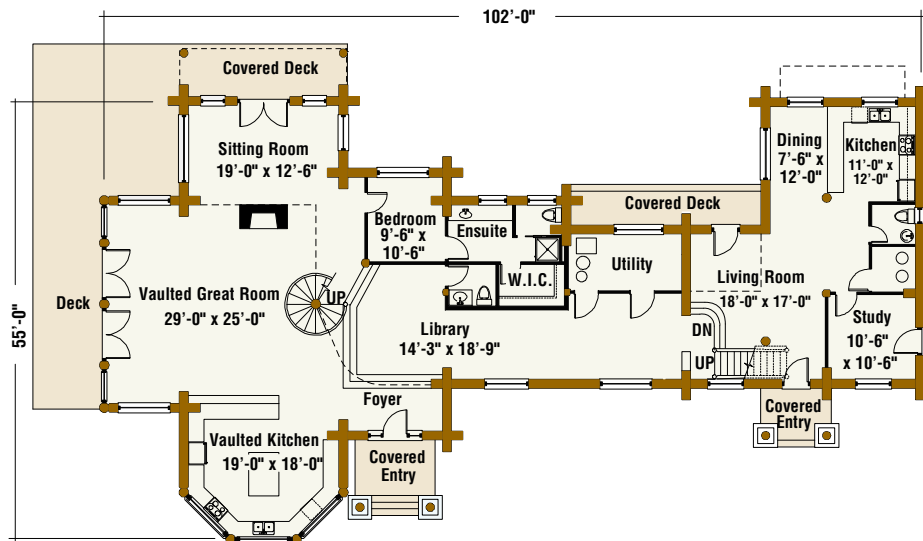 102'-0"
Covered Deck
Sitting Room
19'-0" x 12'-6"
Dining
7'-6" x
12'-0"
Kitchen
11'-0" x
12'-0"
Bedroom
9'-6" x
10'-6"
Ensuite
Covered Deck
W.I.C.
Utility
Living Room
18'-0" x 17'-0"
Deck
Vaulted Great Room
29'-0" x 25'-0"
UP
Library
14'-3" x 18'-9"
DN
UP
Study
10'-6"
x 10'-6"
55'-0"
Foyer
Covered
Entry
Vaulted Kitchen
19'-0" x 18'-0"
Covered
Entry